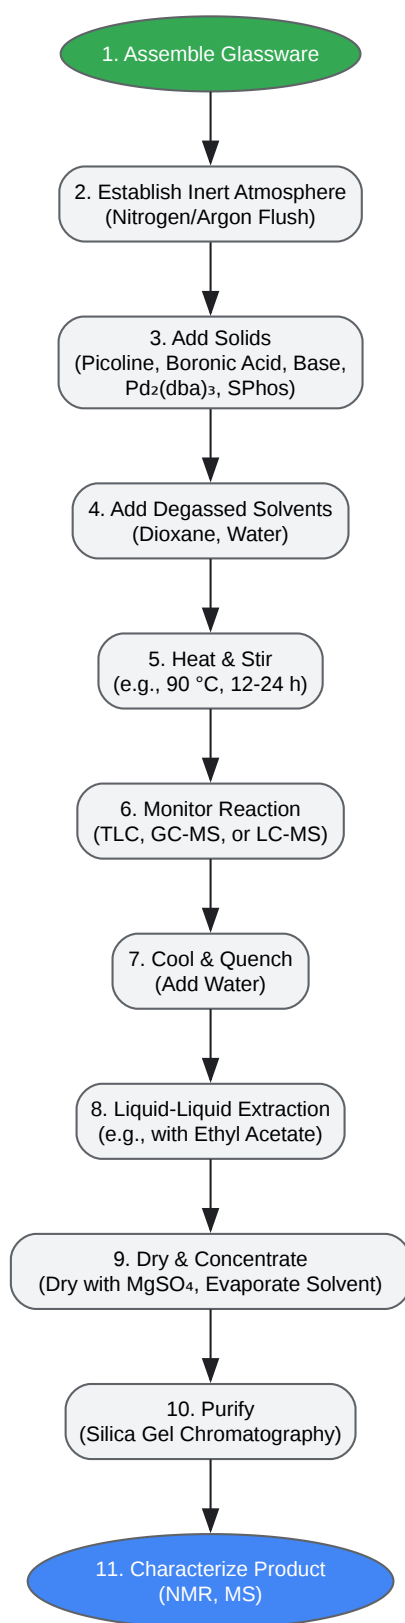 1. Assemble Glassware
2. Establish Inert Atmosphere
(Nitrogen/Argon Flush)
3. Add Solids
(Picoline, Boronic Acid, Base,
Pd₂(dba)₃, SPhos)
4. Add Degassed Solvents
(Dioxane, Water)
5. Heat & Stir
(e.g., 90 °C, 12-24 h)
6. Monitor Reaction
(TLC, GC-MS, or LC-MS)
7. Cool & Quench
(Add Water)
8. Liquid-Liquid Extraction
(e.g., with Ethyl Acetate)
9. Dry & Concentrate
(Dry with MgSO₄, Evaporate Solvent)
10. Purify
(Silica Gel Chromatography)
11. Characterize Product
(NMR, MS)